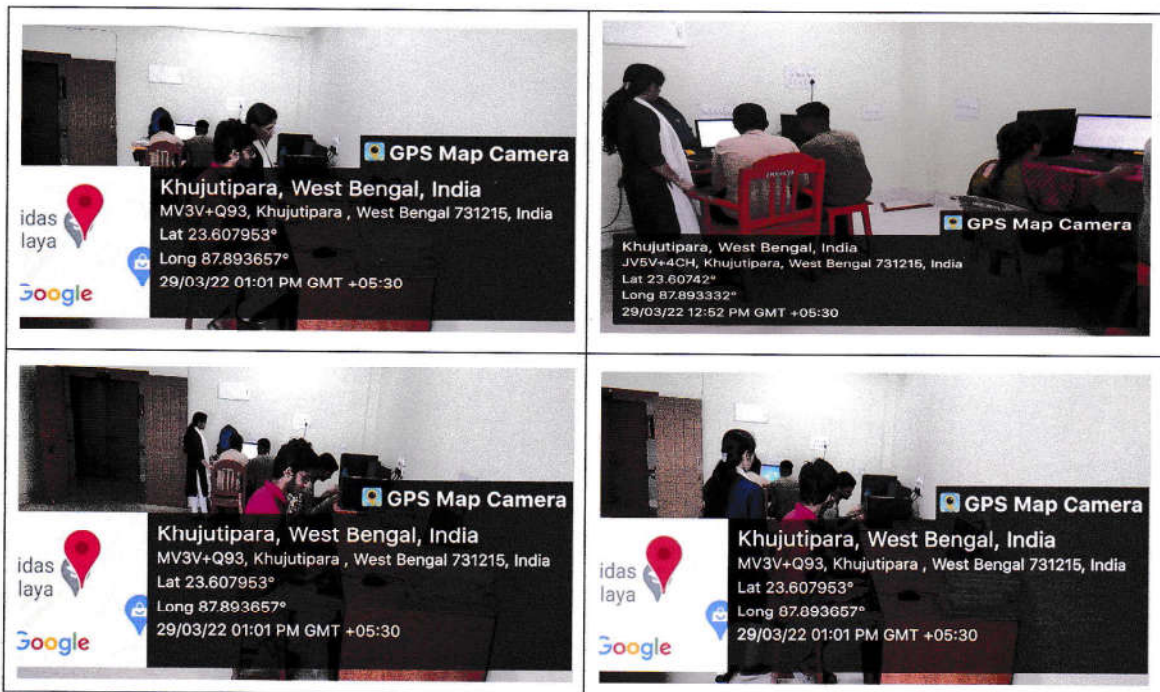 GPS Map Camera
Khujutipara, West Bengal, India
MV3V+Q93, Khujutipara , West Bengal 731215, India
Lat 23.607953°
Long 87.893657°
29/03/22 01:01 PM GMT +05:30
idas
laya
Google
GPS Map Camera
Khujutipara, West Bengal, India
JV5V+4CH, Khujutipara, West Bengal 731215, India
Lat 23.60742°
Long 87.893332°
29/03/22 12:52 PM GMT +05:30
GPS Map Camera
Khujutipara, West Bengal, India
MV3V+Q93, Khujutipara , West Bengal 731215, India
Lat 23.607953°
Long 87.893657°
29/03/22 01:01 PM GMT +05:30
idas
laya
Google
GPS Map Camera
Khujutipara, West Bengal, India
MV3V+Q93, Khujutipara , West Bengal 731215, India
Lat 23.607953°
Long 87.893657°
29/03/22 01:01 PM GMT +05:30
idas
laya
Google